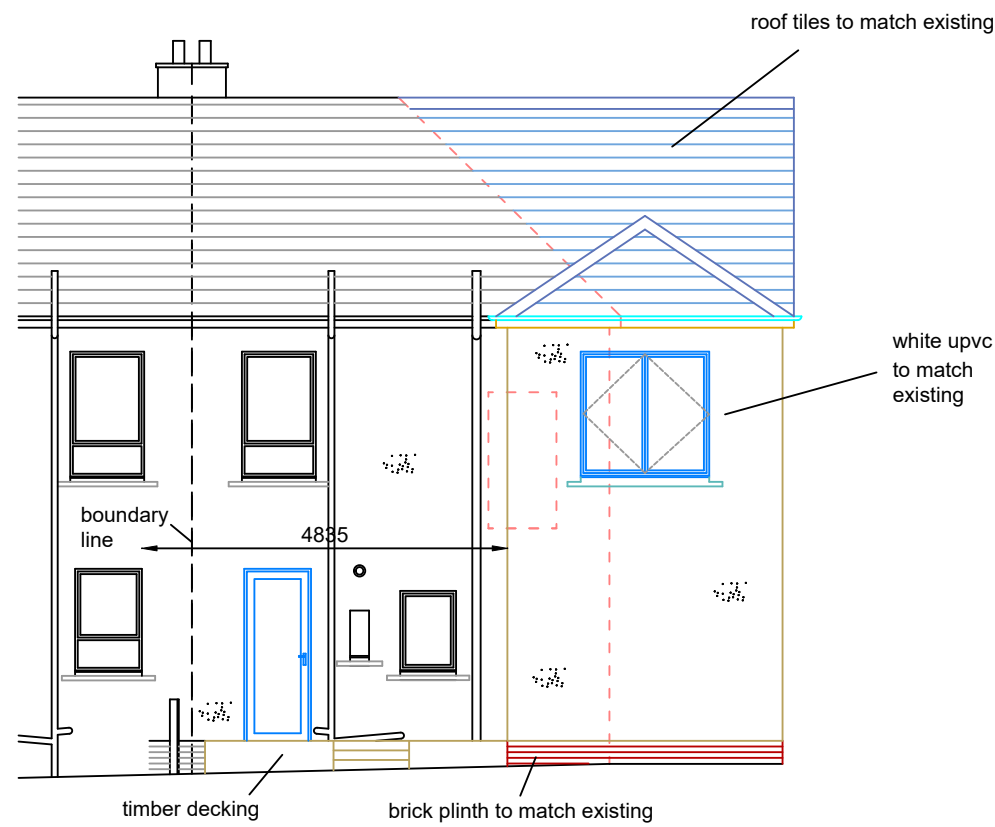 roof tiles to match existing
white upvc
to match
existing
boundary
line
4835
timber decking
brick plinth to match existing